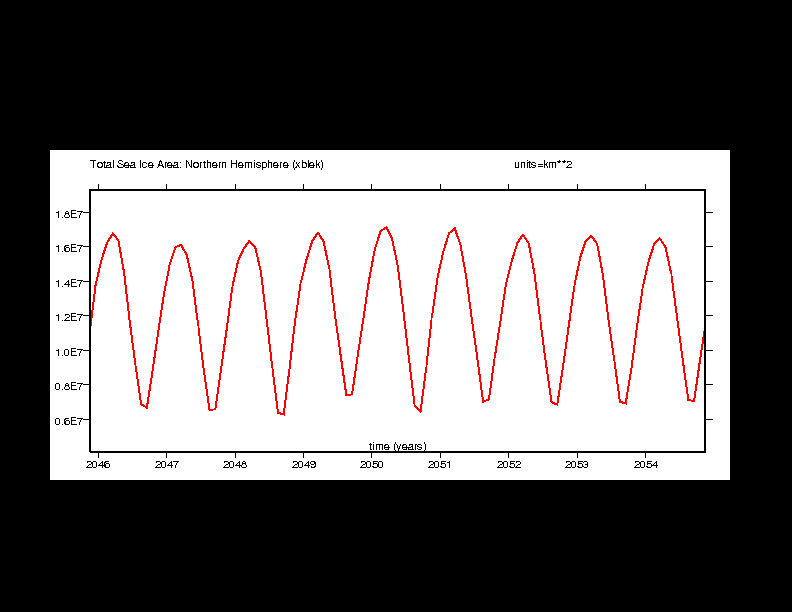 Total Sea Ice Area: Northern Hemisphere (xblek) units=km**2
1.8E7
1.6E7
1.4E7
1.2E7
1.0E7
0.8E7
0.6E7
time (years)
2046 2047 2048 2049 2050 2051 2052 2053 2054